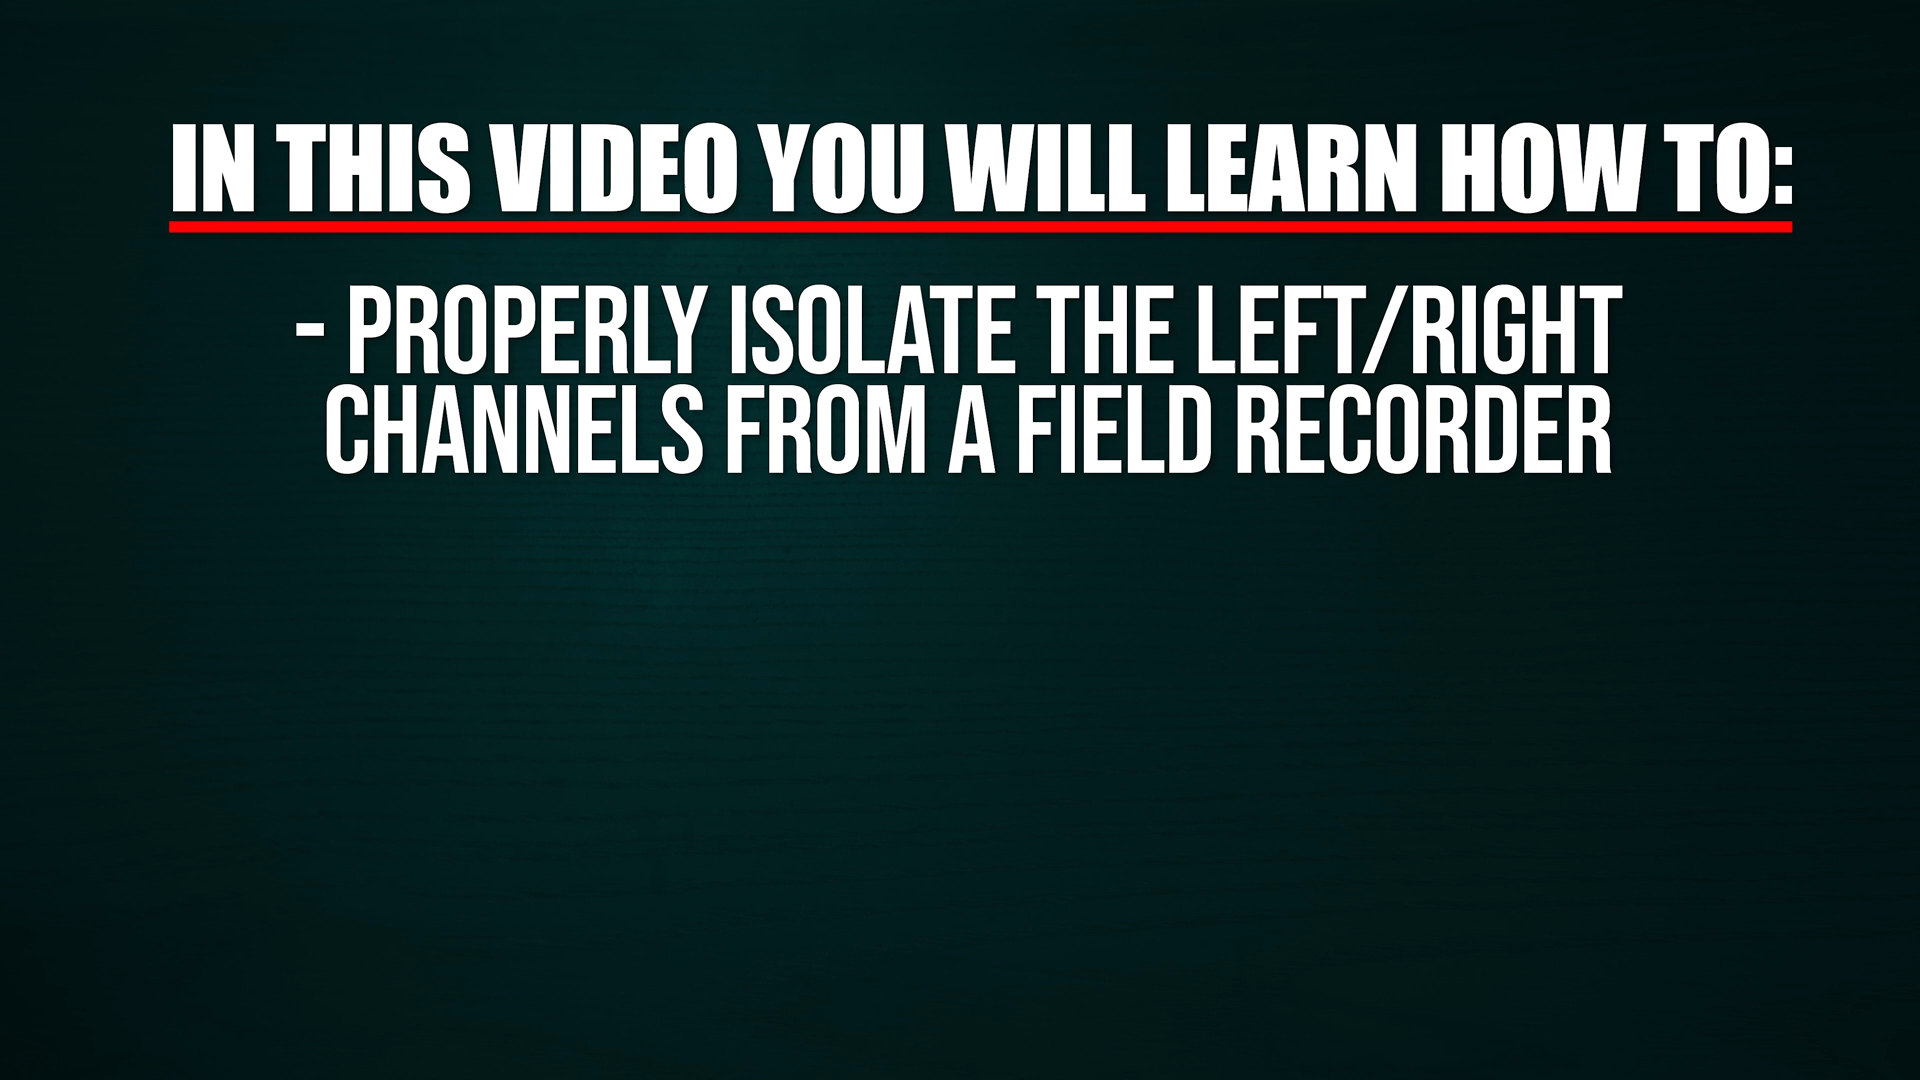 IN THIS VIDEO YOU WILL LEARN HOW TO:
- PROPERLY ISOLATE THE LEFT/RIGHT
CHANNELS FROM A FIELD RECORDER